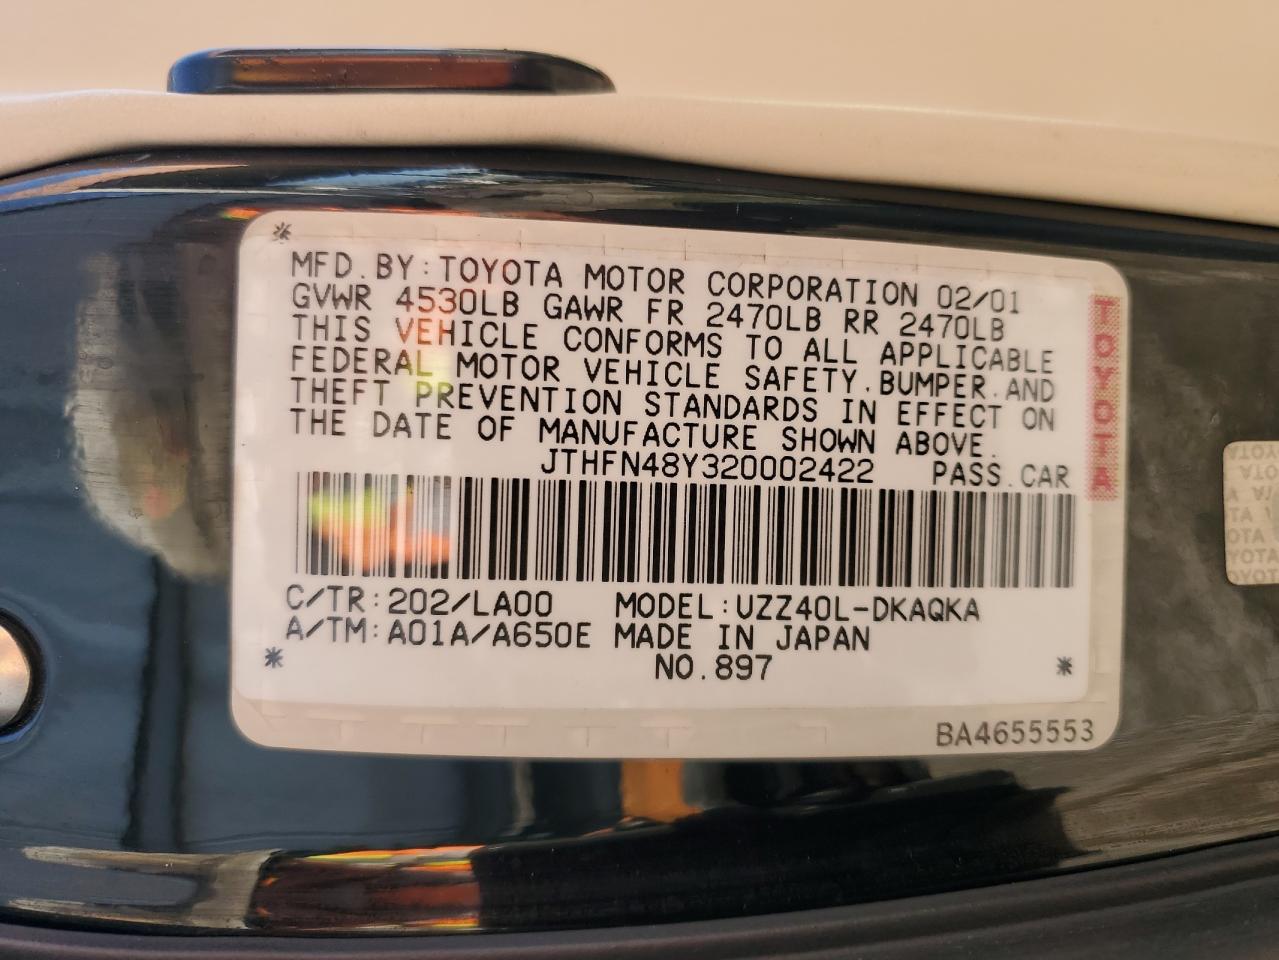 MFD.BY:TOYOTA MOTOR CORPORATION 02/01
GVWR 4530LB GAWR FR 2470LB RR 2470LB
THIS VEHICLE CONFORMS TO ALL APPLICABLE
FEDERAL MOTOR VEHICLE SAFETY.BUMPER.AND
THEFT PREVENTION STANDARDS IN EFFECT ON
THE DATE OF MANUFACTURE SHOWN ABOVE.
JTHFN48Y320002422 PASS.CAR
TOYOTA
C/TR:202/LA00 MODEL:UZZ40L-DKAQKA
A/TM:A01A/A650E MADE IN JAPAN
NO.897
BA4655553